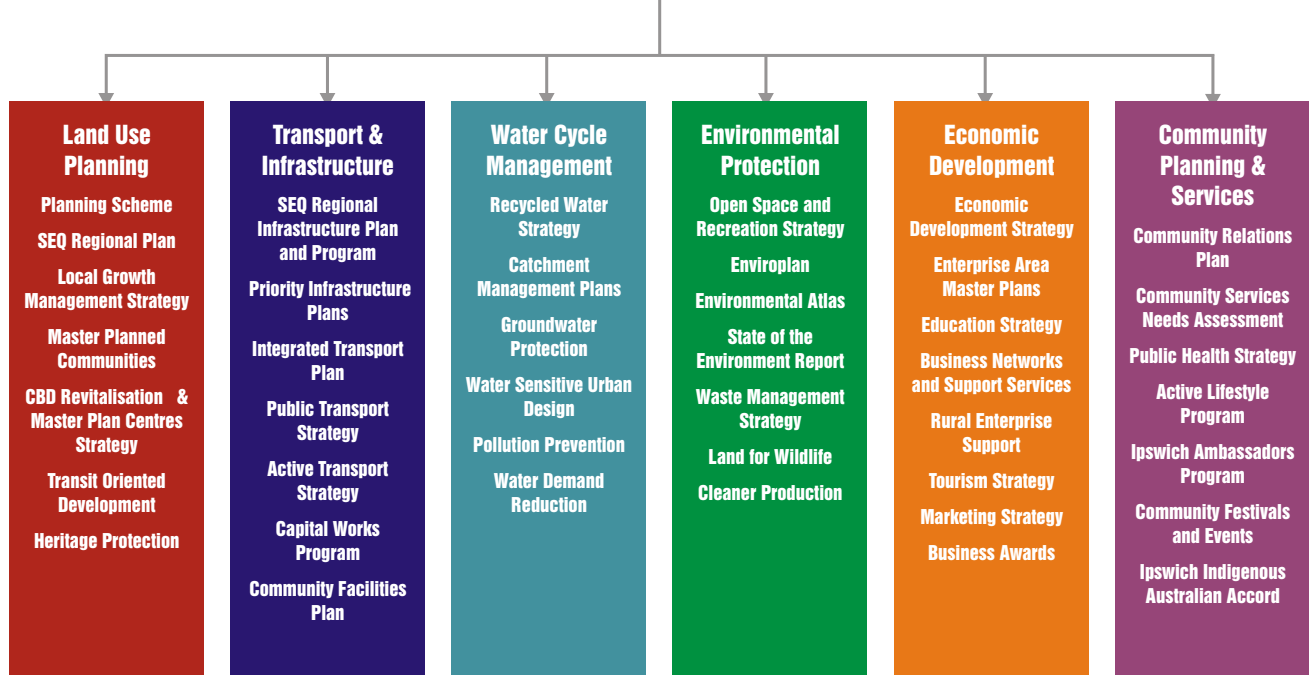 Land Use
Planning
Planning Scheme
SEQ Regional Plan
Local Growth
Management Strategy
Master Planned
Communities
CBD Revitalisation &
Master Plan Centres
Strategy
Transit Oriented
Development
Heritage Protection
Transport &
Infrastructure
SEQ Regional
Infrastructure Plan
and Program
Priority Infrastructure
Plans
Integrated Transport
Plan
Public Transport
Strategy
Active Transport
Strategy
Capital Works
Program
Community Facilities
Plan
Water Cycle
Management
Recycled Water
Strategy
Catchment
Management Plans
Groundwater
Protection
Water Sensitive Urban
Design
Pollution Prevention
Water Demand
Reduction
Environmental
Protection
Open Space and
Recreation Strategy
Enviroplan
Environmental Atlas
State of the
Environment Report
Waste Management
Strategy
Land for Wildlife
Cleaner Production
Economic
Development
Economic
Development Strategy
Enterprise Area
Master Plans
Education Strategy
Business Networks
and Support Services
Rural Enterprise
Support
Tourism Strategy
Marketing Strategy
Business Awards
Community
Planning &
Services
Community Relations
Plan
Community Services
Needs Assessment
Public Health Strategy
Active Lifestyle
Program
Ipswich Ambassadors
Program
Community Festivals
and Events
Ipswich Indigenous
Australian Accord